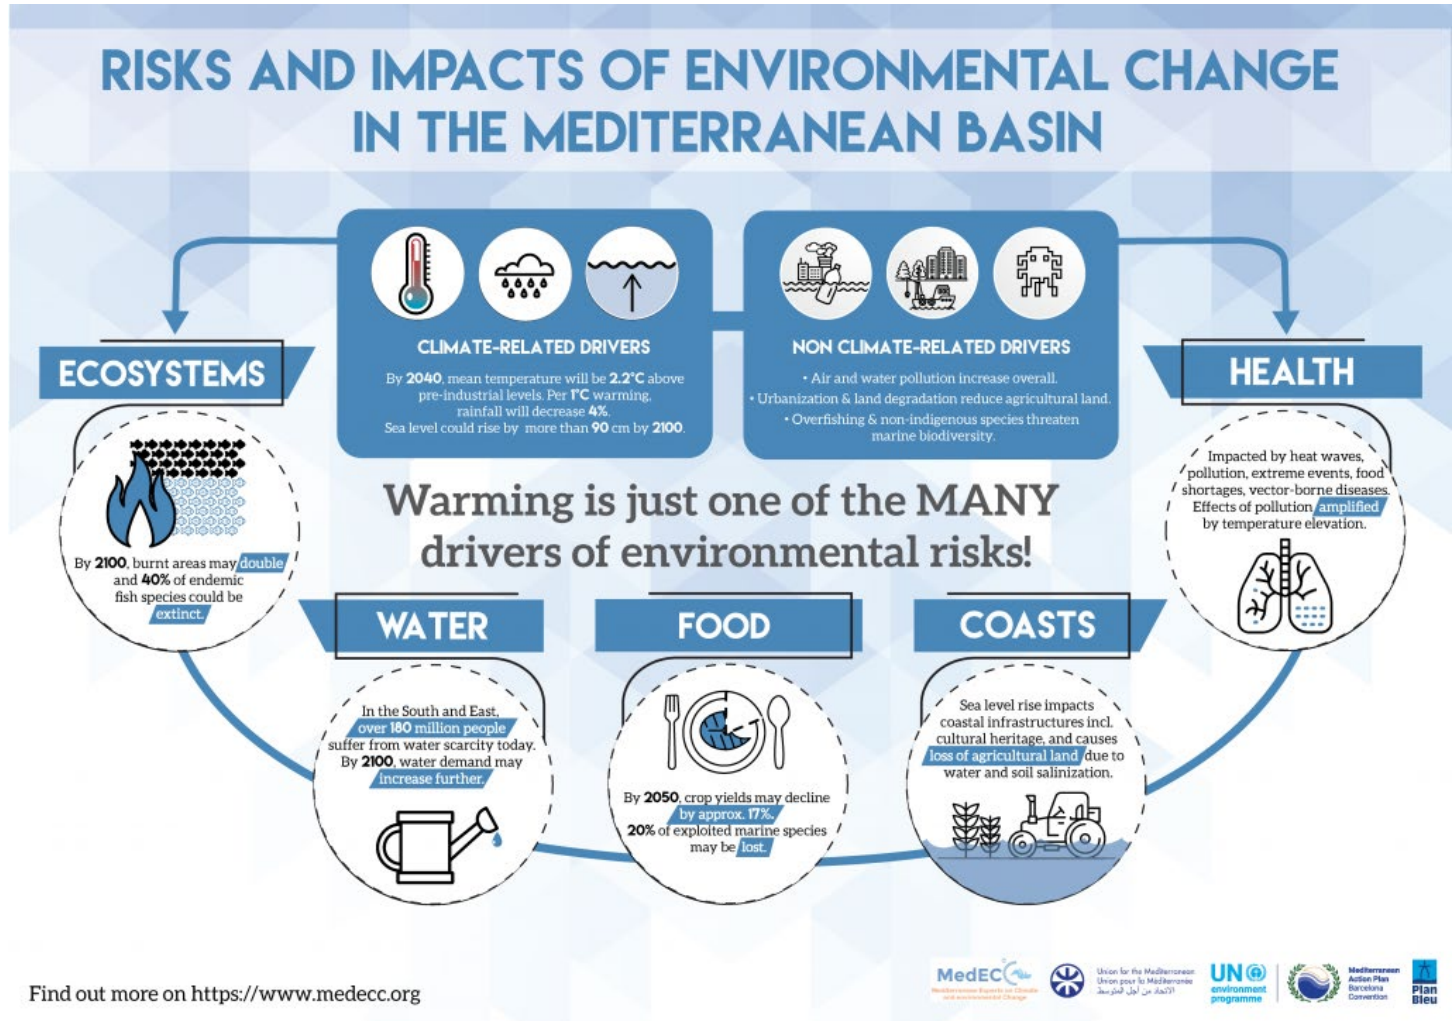 RISKS AND IMPACTS OF ENVIRONMENTAL CHANGE
IN THE MEDITERRANEAN BASIN
CLIMATE-RELATED DRIVERS
By 2040, mean temperature will be 2.2°C above
pre-industrial levels. Per 1°C warming,
rainfall will decrease 4%.
Sea level could rise by more than 90 cm by 2100.
NON CLIMATE-RELATED DRIVERS
• Air and water pollution increase overall.
• Urbanization & land degradation reduce agricultural land.
• Overfishing & non-indigenous species threaten
marine biodiversity.
ECOSYSTEMS
By 2100, burnt areas may double
and 40% of endemic
fish species could be
extinct.
HEALTH
Impacted by heat waves,
pollution, extreme events, food
shortages, vector-borne diseases.
Effects of pollution amplified
by temperature elevation.
Warming is just one of the MANY
drivers of environmental risks!
WATER
In the South and East,
over 180 million people
suffer from water scarcity today.
By 2100, water demand may
increase further.
FOOD
By 2050, crop yields may decline
by approx. 17%.
20% of exploited marine species
may be lost.
COASTS
Sea level rise impacts
coastal infrastructures incl.
cultural heritage, and causes
loss of agricultural land due to
water and soil salinization.
Find out more on https://www.medecc.org
MedECC
Mediterranean Experts on Climate
and environmental Change
Union for the Mediterranean
Union pour la Méditerranée
الاتحاد من أجل المتوسط
UN
environment
programme
Mediterranean
Action Plan
Barcelona
Convention
Plan
Bleu